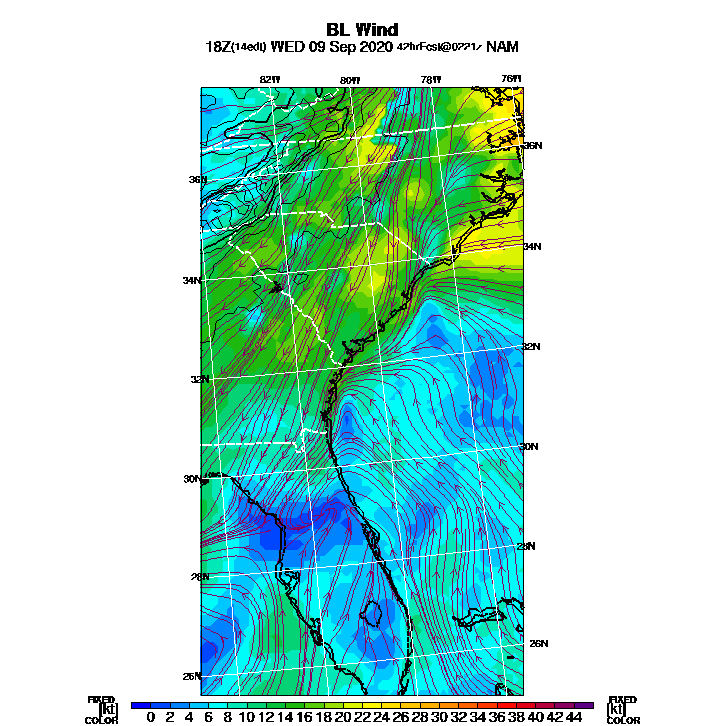 BL Wind
18Z(14edt) WED 09 Sep 2020 42hrFcst@0221z NAM
82W 80W 78W 76W
36N 36N
34N 34N
32N 32N
30N 30N
28N 28N
26N 26N
FIXED FIXED
[kt] 0 2 4 6 8 10 12 14 16 18 20 22 24 26 28 30 32 34 36 38 40 42 44 [kt]
COLOR COLOR